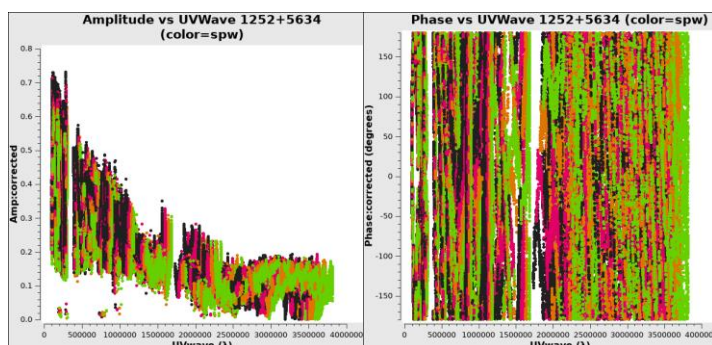 Amplitude vs UVWave 1252+5634
(color=spw)
Amp:corrected
0.8
0.7
0.6
0.5
0.4
0.3
0.2
0.1
0.0
0 500000 1000000 1500000 2000000 2500000 3000000 3500000 4000000
UVwave (λ)
Phase vs UVWave 1252+5634 (color=spw)
Phase:corrected (degrees)
150
100
50
0
-50
-100
-150
0 500000 1000000 1500000 2000000 2500000 3000000 3500000 4000000
UVwave (λ)